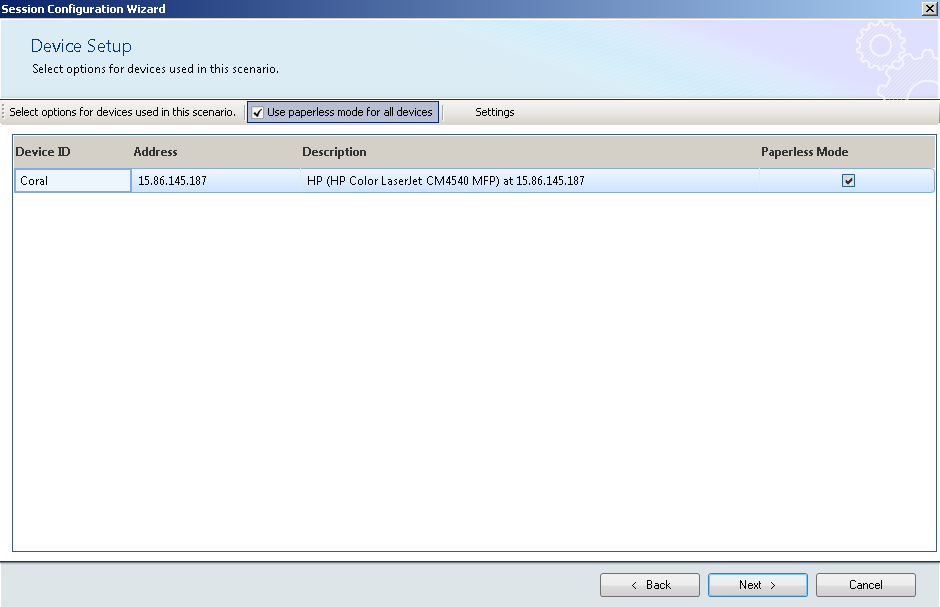 Session Configuration Wizard
Device Setup
Select options for devices used in this scenario.
Select options for devices used in this scenario. Use paperless mode for all devices Settings
Device ID Address Description Paperless Mode
Coral 15.86.145.187 HP (HP Color LaserJet CM4540 MFP) at 15.86.145.187
< Back Next > Cancel